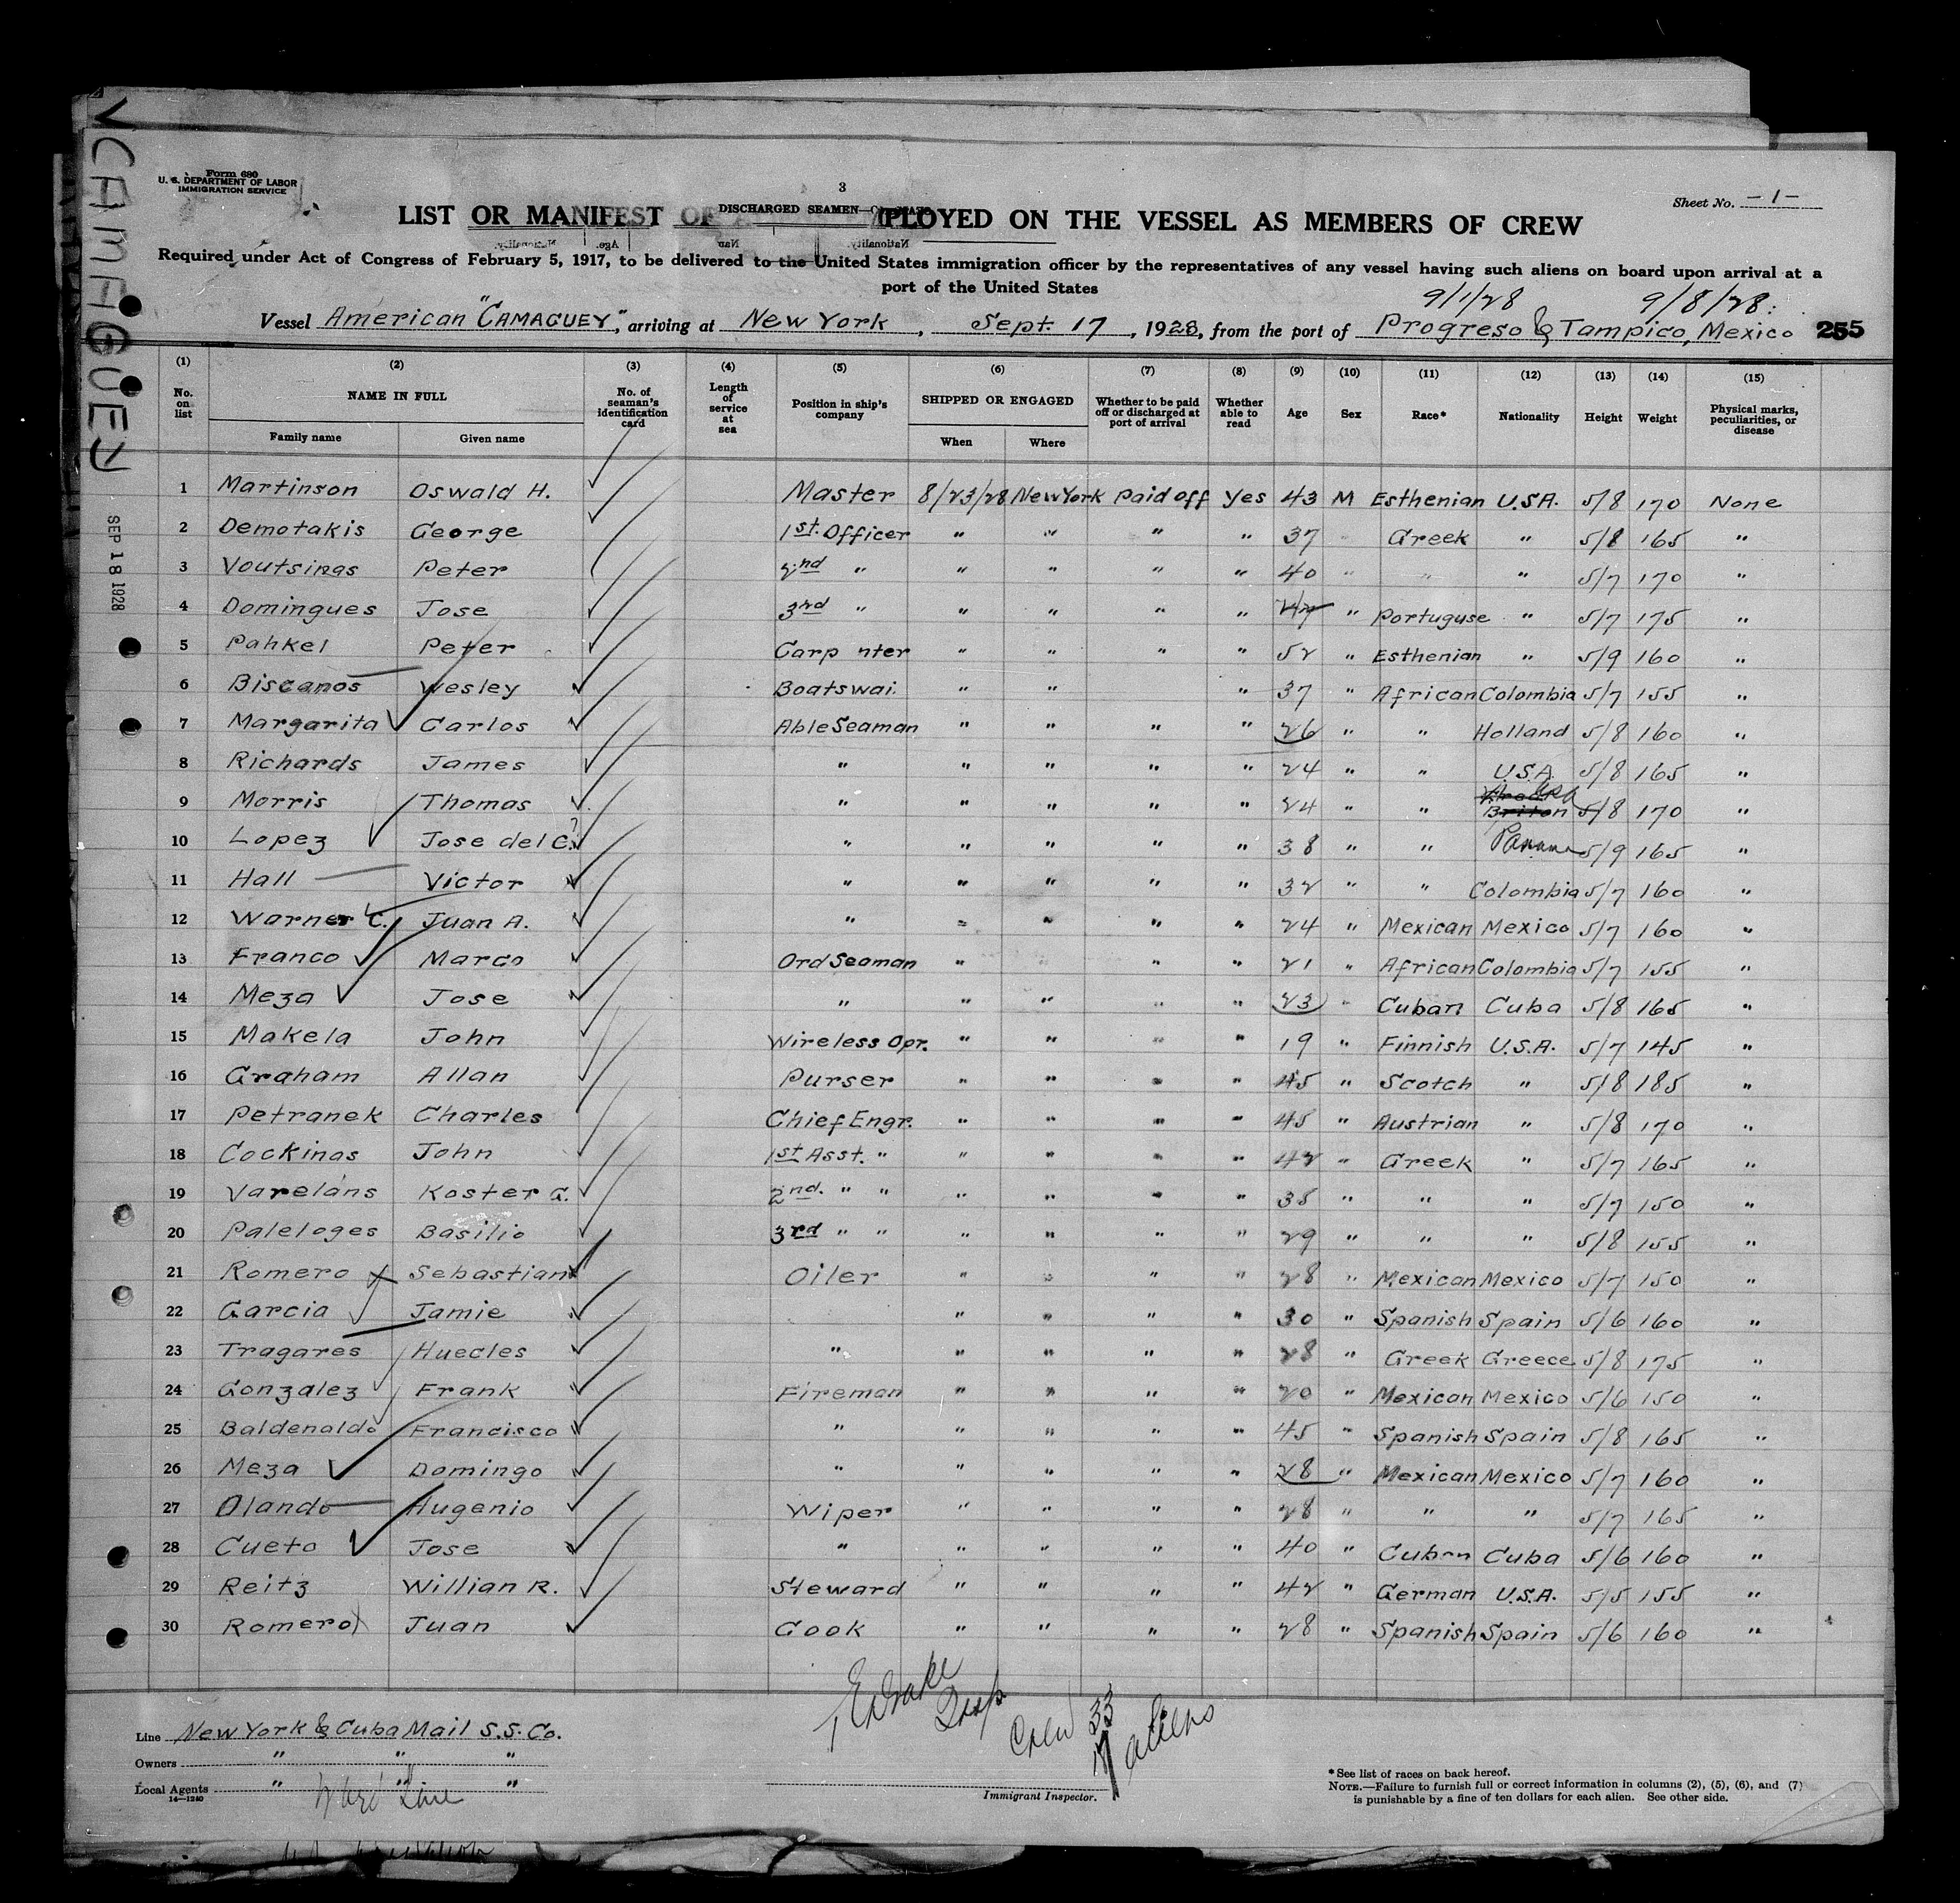 CAMAGUEY
SEP 18 1928
Form 680
U. S. DEPARTMENT OF LABOR
IMMIGRATION SERVICE
3
Sheet No. -1-
DISCHARGED SEAMEN
LIST OR MANIFEST OF PLOYED ON THE VESSEL AS MEMBERS OF CREW
Required under Act of Congress of February 5, 1917, to be delivered to the United States immigration officer by the representatives of any vessel having such aliens on board upon arrival at a
port of the United States
9/1/28 9/8/28:
Vessel American "CAMAGUEY", arriving at New York, Sept. 17, 1928, from the port of Progreso & Tampico, Mexico 255
(1) (2) (3) (4) (5) (6) (7) (8) (9) (10) (11) (12) (13) (14) (15)
No. on list NAME IN FULL No. of seaman's identification card Length of service at sea Position in ship's company SHIPPED OR ENGAGED Whether to be paid off or discharged at port of arrival Whether able to read Age Sex Race* Nationality Height Weight Physical marks, peculiarities, or disease
Family name Given name When Where
1 Martinson Oswald H. Master 8/23/28 New York Paid off Yes 43 M Esthenian U.S.A. 5/8 170 None
2 Demotakis George 1st. Officer " " " " 37 Greek " 5/8 165 "
3 Voutsinas Peter 2nd " " " " " 40 " " " 5/7 170 "
4 Domingues Jose 3rd " " " " " 47 " Portuguse " 5/7 175 "
5 Pahkel Peter Carp nter " " " " 52 " Esthenian " 5/9 160 "
6 Biscanos Wesley Boatswai. " " " 37 " African Colombia 5/7 155 "
7 Margarita Carlos Able Seaman " " " " 26 " " Holland 5/8 160 "
8 Richards James " " " " " 24 " " U.S.A. 5/8 165 "
9 Morris Thomas " " " " " 24 " " Briton 5/8 170 "
10 Lopez Jose del C. " " " " " 38 " " Panama 5/9 165 "
11 Hall Victor " " " " " 32 " " Colombia 5/7 160 "
12 Warner C. Juan A. " " " " " 24 " Mexican Mexico 5/7 160 "
13 Franco Marco Ord Seaman " " " " 21 " African Colombia 5/7 155 "
14 Meza Jose " " " " " 23 " Cuban Cuba 5/8 165 "
15 Makela John Wireless Opr. " " " " 19 " Finnish U.S.A. 5/7 145 "
16 Graham Allan Purser " " " " 45 " Scotch " 5/8 185 "
17 Petranek Charles Chief Engr. " " " " 45 " Austrian " 5/8 170 "
18 Cockinas John 1st Asst. " " " " " 42 " Greek " 5/7 165 "
19 Varelans Koster G. 2nd. " " " " " " 38 " " " 5/7 150 "
20 Paleloges Basilio 3rd " " " " " " 29 " " " 5/8 155 "
21 Romero Sebastian Oiler " " " " 28 " Mexican Mexico 5/7 150 "
22 Garcia Jamie " " " " 30 " Spanish Spain 5/6 160 "
23 Tragares Huecles " " " " " 28 " Greek Greece 5/8 175 "
24 Gonzalez Frank Fireman " " " " 20 " Mexican Mexico 5/6 150 "
25 Baldenaldo Francisco " " " " " 45 " Spanish Spain 5/8 165 "
26 Meza Domingo " " " " " 28 " Mexican Mexico 5/7 160 "
27 Olando Hugenio Wiper " " " " 28 " " " 5/7 165 "
28 Cueto Jose " " " " " 40 " Cuban Cuba 5/6 160 "
29 Reitz Willian R. Steward " " " " 42 " German U.S.A. 5/5 155 "
30 Romero Juan Cook " " " " 28 " Spanish Spain 5/6 160 "
Crew 33
17 aliens
Line New York & Cuba Mail S.S. Co.
Owners " " "
Local Agents " " "
14—1240
Ward Line
Immigrant Inspector.
* See list of races on back hereof.
NOTE.—Failure to furnish full or correct information in columns (2), (5), (6), and (7)
is punishable by a fine of ten dollars for each alien. See other side.